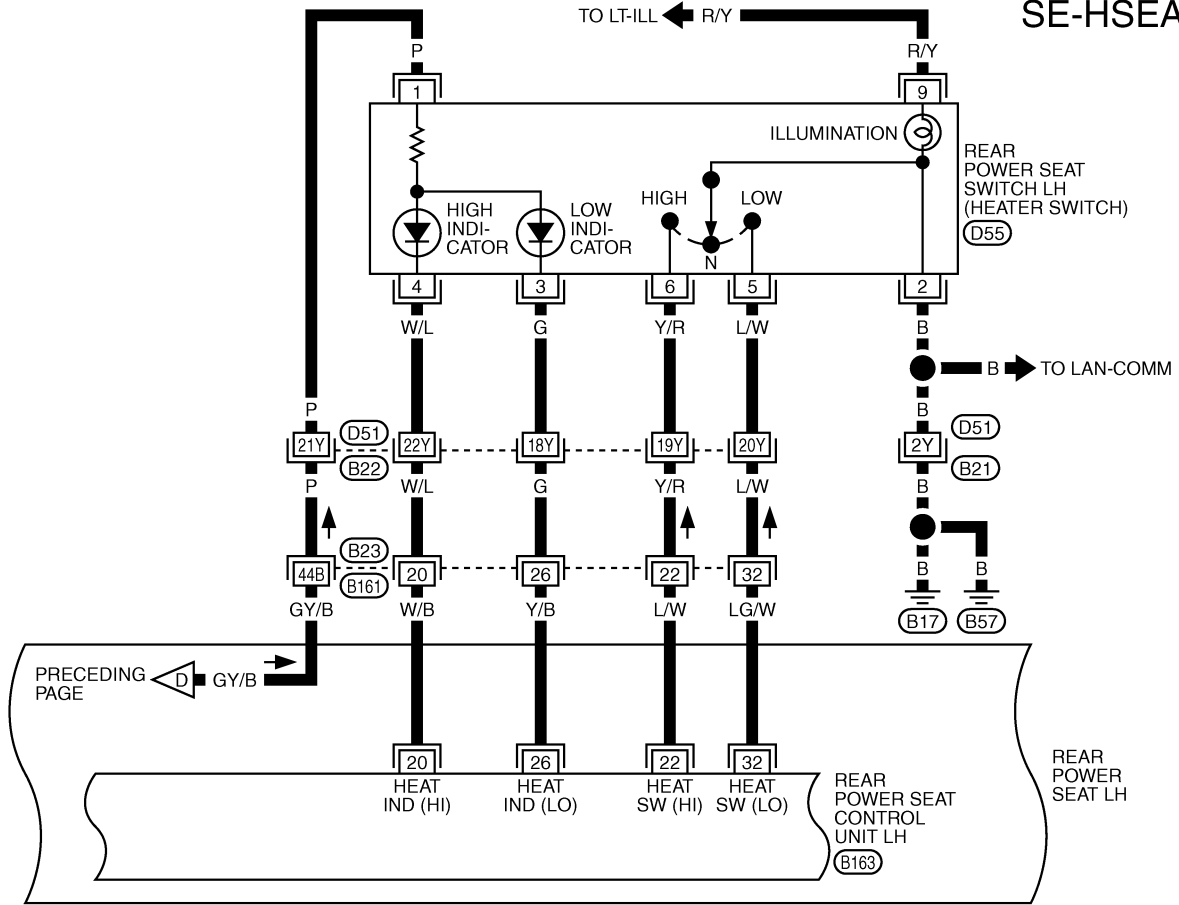 TO LT-ILL R/Y
SE-HSEA
P
R/Y
1
9
ILLUMINATION
REAR
POWER SEAT
SWITCH LH
(HEATER SWITCH)
D55
HIGH
INDI-
CATOR
LOW
INDI-
CATOR
HIGH
LOW
N
4 3 6 5 2
W/L G Y/R L/W B
B TO LAN-COMM
P
B
21Y D51 22Y 18Y 19Y 20Y 2Y D51
B22
B21
P W/L G Y/R L/W B
B23
44B 20 26 22 32
B161
B B
GY/B W/B Y/B L/W LG/W
B17 B57
PRECEDING
PAGE
D GY/B
20 26 22 32
HEAT
IND (HI)
HEAT
IND (LO)
HEAT
SW (HI)
HEAT
SW (LO)
REAR
POWER SEAT
CONTROL
UNIT LH
B163
REAR
POWER
SEAT LH